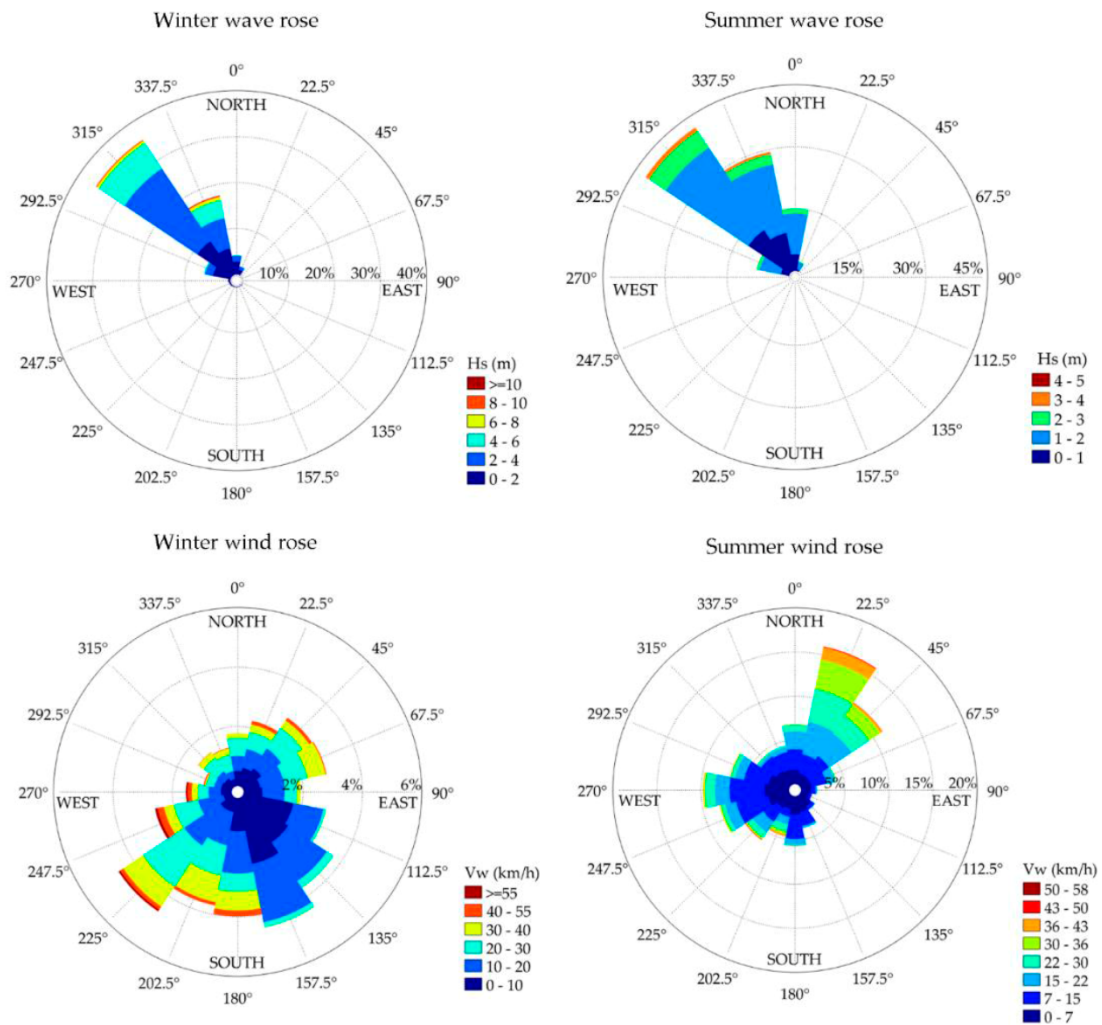 Winter wave rose
0°
22.5°
45°
67.5°
90°
112.5°
135°
157.5°
180°
202.5°
225°
247.5°
270°
292.5°
315°
337.5°
NORTH
EAST
SOUTH
WEST
10% 20% 30% 40%
Hs (m)
>=10
8 - 10
6 - 8
4 - 6
2 - 4
0 - 2
Summer wave rose
0°
22.5°
45°
67.5°
90°
112.5°
135°
157.5°
180°
202.5°
225°
247.5°
270°
292.5°
315°
337.5°
NORTH
EAST
SOUTH
WEST
15% 30% 45%
Hs (m)
4 - 5
3 - 4
2 - 3
1 - 2
0 - 1
Winter wind rose
0°
22.5°
45°
67.5°
90°
112.5°
135°
157.5°
180°
202.5°
225°
247.5°
270°
292.5°
315°
337.5°
NORTH
EAST
SOUTH
WEST
2% 4% 6%
Vw (km/h)
>=55
40 - 55
30 - 40
20 - 30
10 - 20
0 - 10
Summer wind rose
0°
22.5°
45°
67.5°
90°
112.5°
135°
157.5°
180°
202.5°
225°
247.5°
270°
292.5°
315°
337.5°
NORTH
EAST
SOUTH
WEST
5% 10% 15% 20%
Vw (km/h)
50 - 58
43 - 50
36 - 43
30 - 36
22 - 30
15 - 22
7 - 15
0 - 7